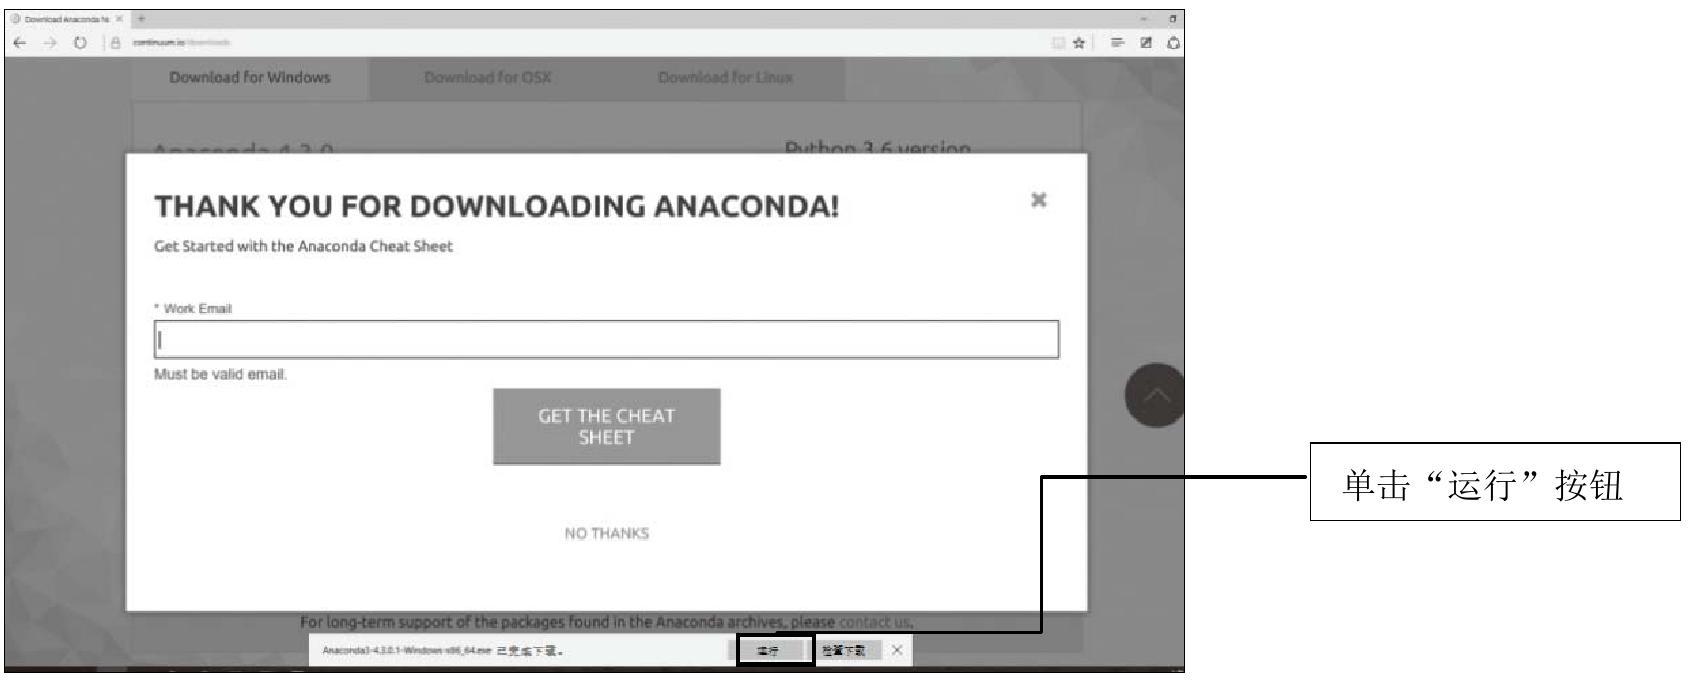 Download Anaconda N
continuum.io/downloads
Download for Windows
Download for OSX
Download for Linux
Anaconda 4.3.0
Python 3.6 version
THANK YOU FOR DOWNLOADING ANACONDA!
Get Started with the Anaconda Cheat Sheet
* Work Email
Must be valid email.
GET THE CHEAT
SHEET
NO THANKS
单击“运行”按钮
For long-term support of the packages found in the Anaconda archives, please contact us.
Anaconda3-4.3.0.1-Windows-x86_64.exe 已完成下载。
运行
查看下载